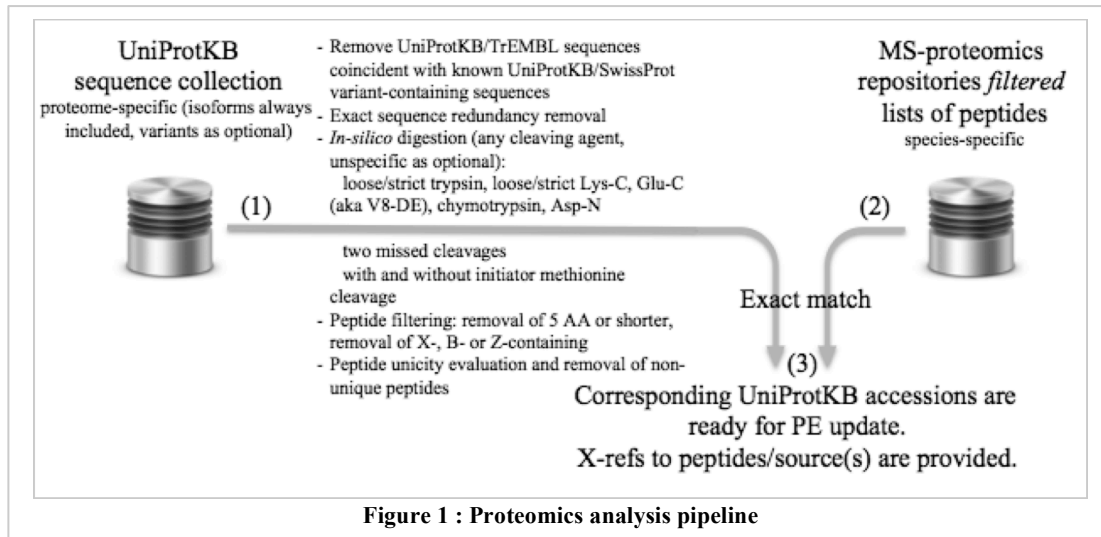 UniProtKB
sequence collection
proteome-specific (isoforms always
included, variants as optional)
(1)
- Remove UniProtKB/TrEMBL sequences
coincident with known UniProtKB/SwissProt
variant-containing sequences
- Exact sequence redundancy removal
- In-silico digestion (any cleaving agent,
unspecific as optional):
loose/strict trypsin, loose/strict Lys-C, Glu-C
(aka V8-DE), chymotrypsin, Asp-N
two missed cleavages
with and without initiator methionine
cleavage
- Peptide filtering: removal of 5 AA or shorter,
removal of X-, B- or Z-containing
- Peptide unicity evaluation and removal of non-
unique peptides
MS-proteomics
repositories filtered
lists of peptides
species-specific
(2)
Exact match
(3)
Corresponding UniProtKB accessions are
ready for PE update.
X-refs to peptides/source(s) are provided.
Figure 1 : Proteomics analysis pipeline